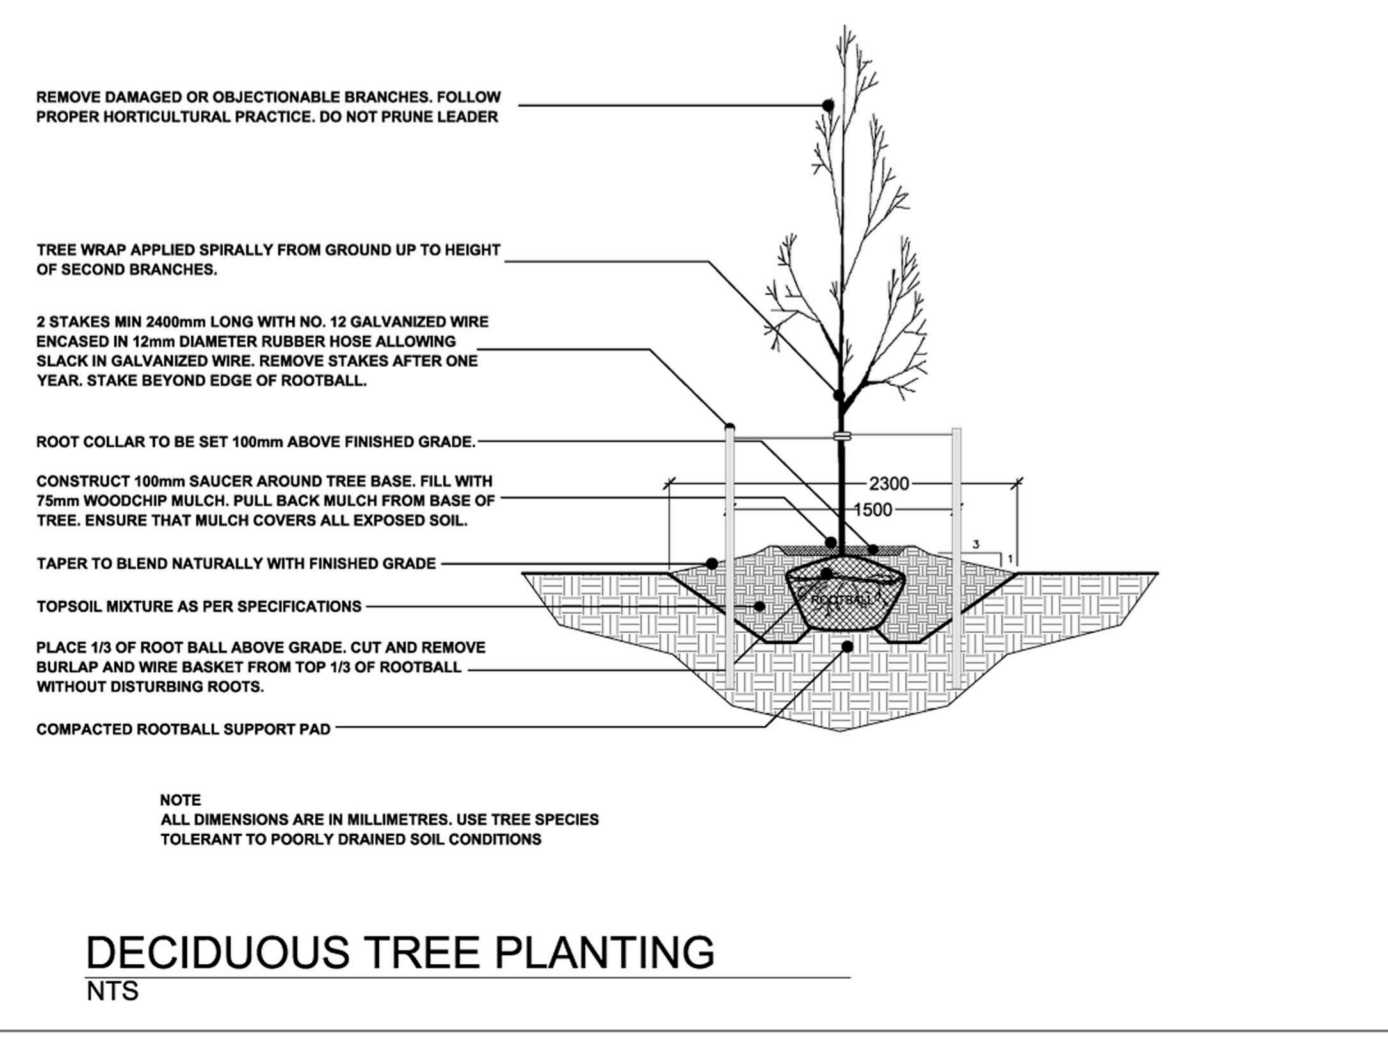 REMOVE DAMAGED OR OBJECTIONABLE BRANCHES. FOLLOW
PROPER HORTICULTURAL PRACTICE. DO NOT PRUNE LEADER
TREE WRAP APPLIED SPIRALLY FROM GROUND UP TO HEIGHT
OF SECOND BRANCHES.
2 STAKES MIN 2400mm LONG WITH NO. 12 GALVANIZED WIRE
ENCASED IN 12mm DIAMETER RUBBER HOSE ALLOWING
SLACK IN GALVANIZED WIRE. REMOVE STAKES AFTER ONE
YEAR. STAKE BEYOND EDGE OF ROOTBALL.
ROOT COLLAR TO BE SET 100mm ABOVE FINISHED GRADE.
CONSTRUCT 100mm SAUCER AROUND TREE BASE. FILL WITH
75mm WOODCHIP MULCH. PULL BACK MULCH FROM BASE OF
TREE. ENSURE THAT MULCH COVERS ALL EXPOSED SOIL.
TAPER TO BLEND NATURALLY WITH FINISHED GRADE
TOPSOIL MIXTURE AS PER SPECIFICATIONS
PLACE 1/3 OF ROOT BALL ABOVE GRADE. CUT AND REMOVE
BURLAP AND WIRE BASKET FROM TOP 1/3 OF ROOTBALL
WITHOUT DISTURBING ROOTS.
COMPACTED ROOTBALL SUPPORT PAD
2300
1500
3
1
ROOTBALL
NOTE
ALL DIMENSIONS ARE IN MILLIMETRES. USE TREE SPECIES
TOLERANT TO POORLY DRAINED SOIL CONDITIONS
DECIDUOUS TREE PLANTING
NTS